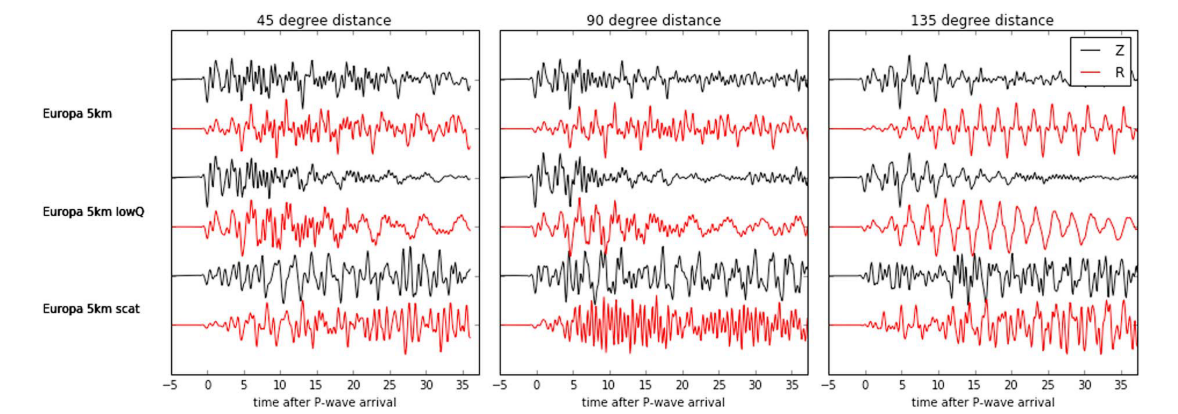 45 degree distance
90 degree distance
135 degree distance
Z
R
Europa 5km
Europa 5km lowQ
Europa 5km scat
−5 0 5 10 15 20 25 30 35
−5 0 5 10 15 20 25 30 35
−5 0 5 10 15 20 25 30 35
time after P-wave arrival
time after P-wave arrival
time after P-wave arrival